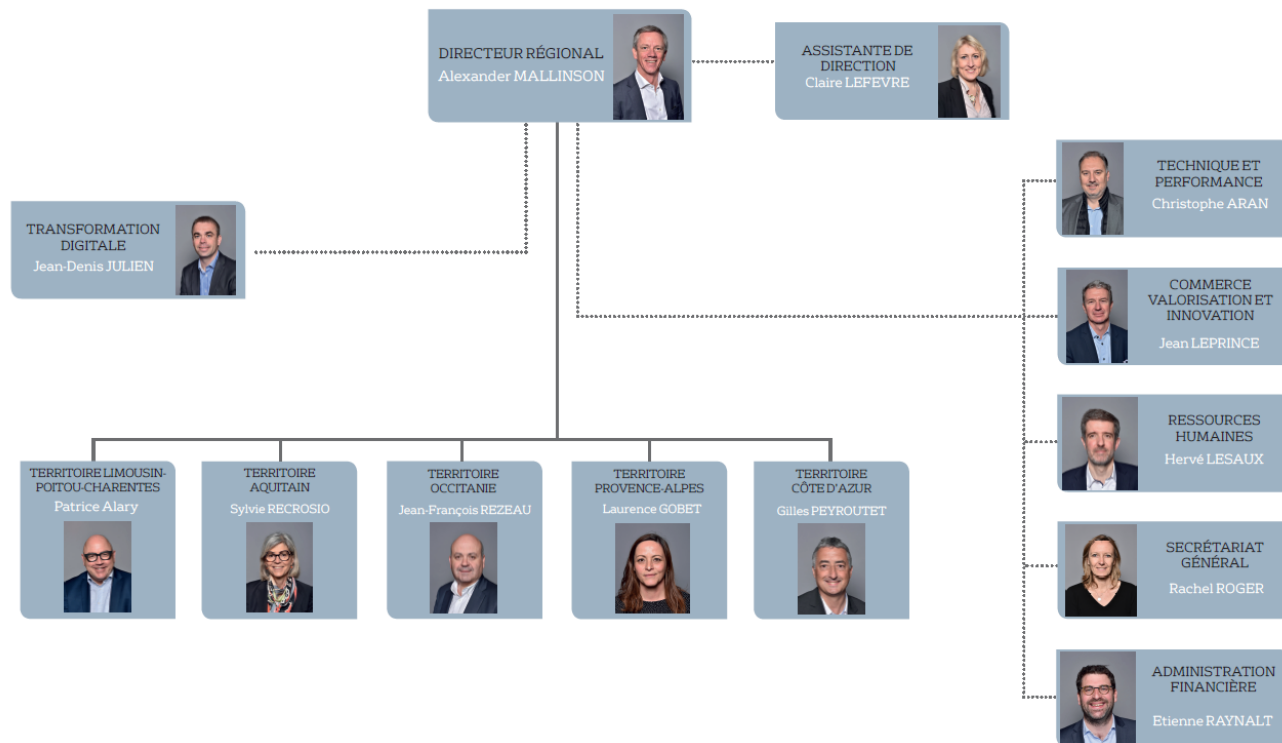 DIRECTEUR RÉGIONAL
Alexander MALLINSON
ASSISTANTE DE
DIRECTION
Claire LEFEVRE
TRANSFORMATION
DIGITALE
Jean-Denis JULIEN
TECHNIQUE ET
PERFORMANCE
Christophe ARAN
COMMERCE
VALORISATION ET
INNOVATION
Jean LEPRINCE
RESSOURCES
HUMAINES
Hervé LESAUX
SECRÉTARIAT
GÉNÉRAL
Rachel ROGER
ADMINISTRATION
FINANCIÈRE
Etienne RAYNALT
TERRITOIRE LIMOUSIN-
POITOU-CHARENTES
Patrice Alary
TERRITOIRE
AQUITAIN
Sylvie RECROSIO
TERRITOIRE
OCCITANIE
Jean-François REZEAU
TERRITOIRE
PROVENCE-ALPES
Laurence GOBET
TERRITOIRE
CÔTE D'AZUR
Gilles PEYROUTET